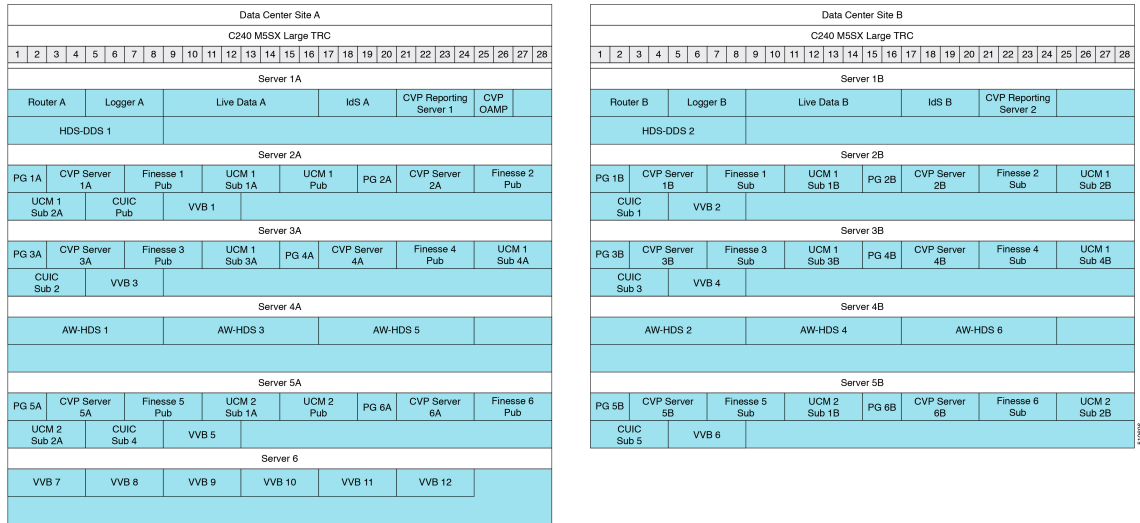 Data Center Site A
C240 M5SX Large TRC
1 2 3 4 5 6 7 8 9 10 11 12 13 14 15 16 17 18 19 20 21 22 23 24 25 26 27 28
Server 1A
Router A Logger A Live Data A IdS A CVP Reporting Server 1 CVP OAMP
HDS-DDS 1
Server 2A
PG 1A CVP Server 1A Finesse 1 Pub UCM 1 Sub 1A UCM 1 Pub PG 2A CVP Server 2A Finesse 2 Pub
UCM 1 Sub 2A CUIC Pub VVB 1
Server 3A
PG 3A CVP Server 3A Finesse 3 Pub UCM 1 Sub 3A PG 4A CVP Server 4A Finesse 4 Pub UCM 1 Sub 4A
CUIC Sub 2 VVB 3
Server 4A
AW-HDS 1 AW-HDS 3 AW-HDS 5
Server 5A
PG 5A CVP Server 5A Finesse 5 Pub UCM 2 Sub 1A UCM 2 Pub PG 6A CVP Server 6A Finesse 6 Pub
UCM 2 Sub 2A CUIC Sub 4 VVB 5
Server 6
VVB 7 VVB 8 VVB 9 VVB 10 VVB 11 VVB 12
Data Center Site B
C240 M5SX Large TRC
1 2 3 4 5 6 7 8 9 10 11 12 13 14 15 16 17 18 19 20 21 22 23 24 25 26 27 28
Server 1B
Router B Logger B Live Data B IdS B CVP Reporting Server 2
HDS-DDS 2
Server 2B
PG 1B CVP Server 1B Finesse 1 Sub UCM 1 Sub 1B PG 2B CVP Server 2B Finesse 2 Sub UCM 1 Sub 2B
CUIC Sub 1 VVB 2
Server 3B
PG 3B CVP Server 3B Finesse 3 Sub UCM 1 Sub 3B PG 4B CVP Server 4B Finesse 4 Sub UCM 1 Sub 4B
CUIC Sub 3 VVB 4
Server 4B
AW-HDS 2 AW-HDS 4 AW-HDS 6
Server 5B
PG 5B CVP Server 5B Finesse 5 Sub UCM 2 Sub 1B PG 6B CVP Server 6B Finesse 6 Sub UCM 2 Sub 2B
CUIC Sub 5 VVB 6